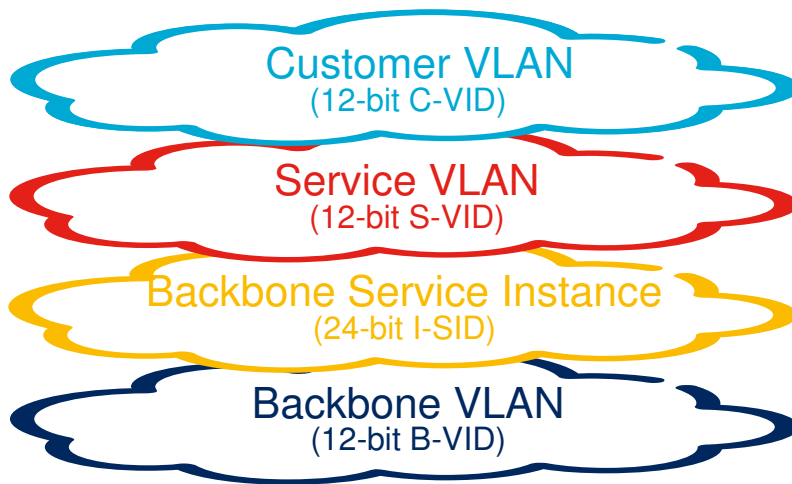 Customer VLAN
(12-bit C-VID)
Service VLAN
(12-bit S-VID)
Backbone Service Instance
(24-bit I-SID)
Backbone VLAN
(12-bit B-VID)